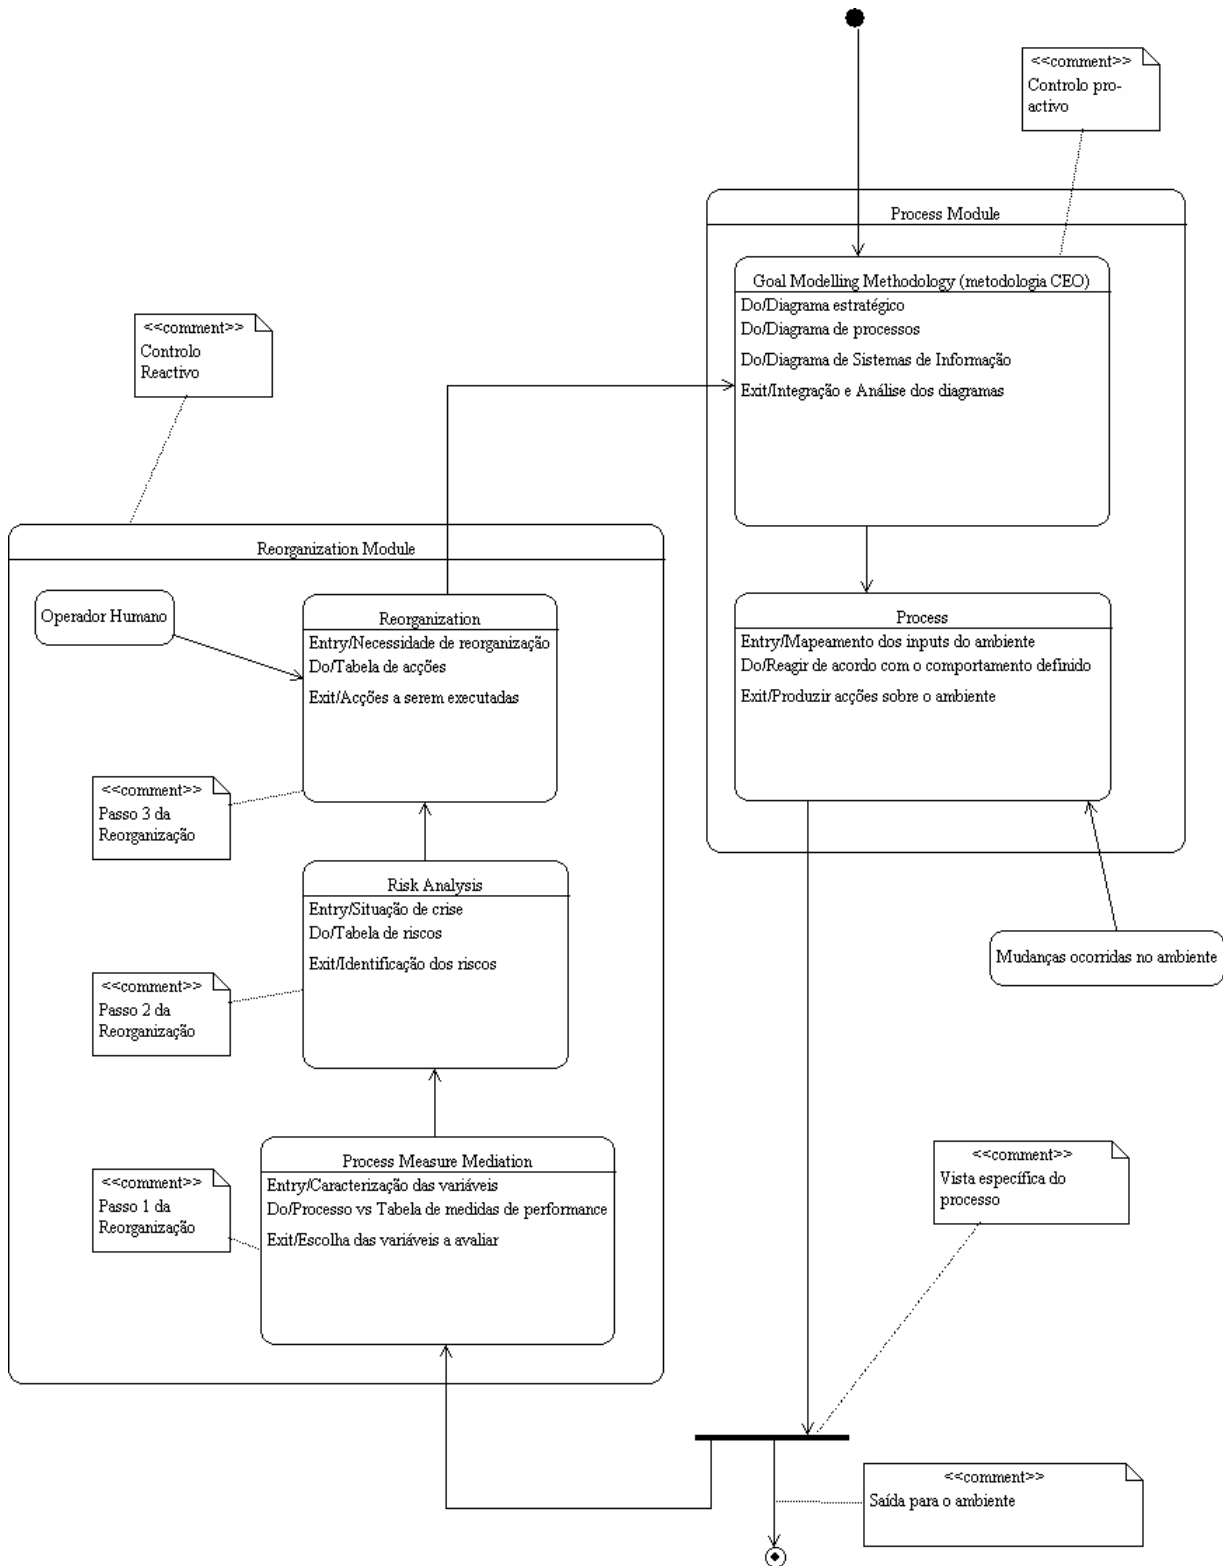 <<comment>>
Controlo pro-
activo
Process Module
Goal Modelling Methodology (metodologia CEO)
Do/Diagrama estratégico
Do/Diagrama de processos
Do/Diagrama de Sistemas de Informação
Exit/Integração e Análise dos diagramas
<<comment>>
Controlo
Reactivo
Reorganization Module
Operador Humano
Reorganization
Entry/Necessidade de reorganização
Do/Tabela de acções
Exit/Acções a serem executadas
Process
Entry/Mapeamento dos inputs do ambiente
Do/Reagir de acordo com o comportamento definido
Exit/Produzir acções sobre o ambiente
<<comment>>
Passo 3 da
Reorganização
Risk Analysis
Entry/Situação de crise
Do/Tabela de riscos
Exit/Identificação dos riscos
Mudanças ocorridas no ambiente
<<comment>>
Passo 2 da
Reorganização
Process Measure Mediation
Entry/Caracterização das variáveis
Do/Processo vs Tabela de medidas de performance
Exit/Escolha das variáveis a avaliar
<<comment>>
Passo 1 da
Reorganização
<<comment>>
Vista específica do
processo
<<comment>>
Saída para o ambiente